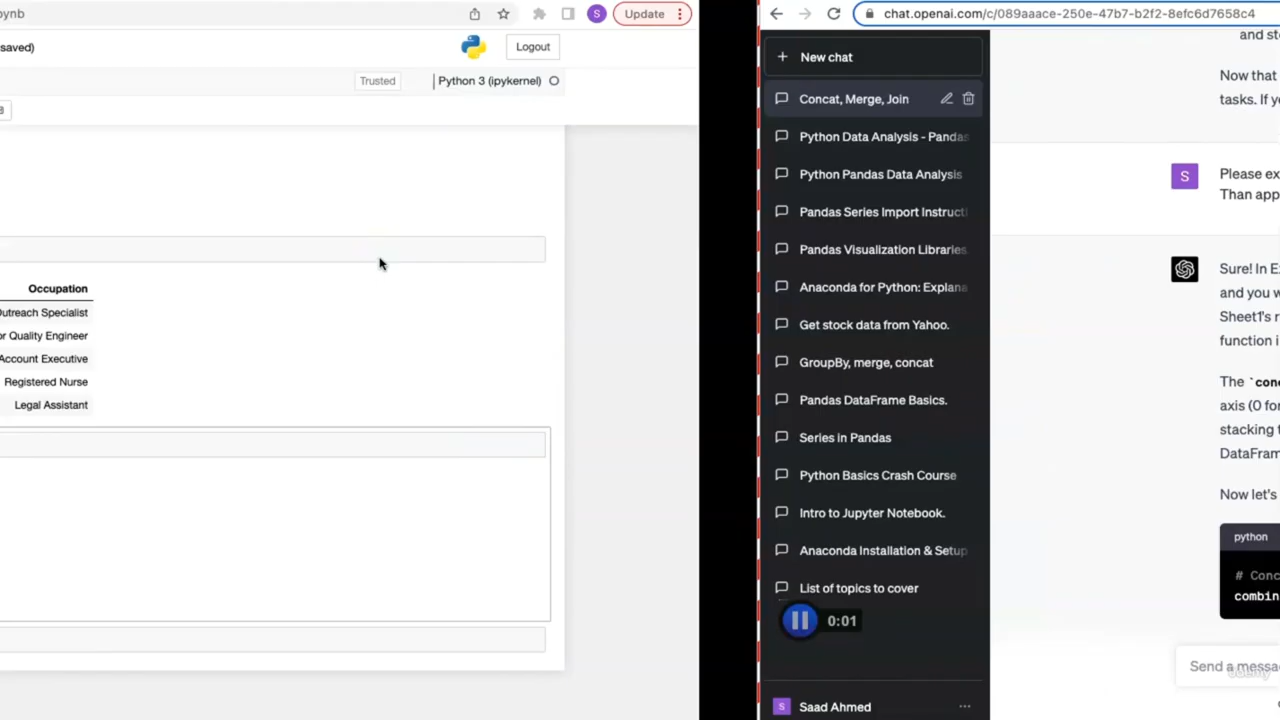 ynb
S
Update
saved)
Logout
Trusted
Python 3 (ipykernel)
Occupation
utreach Specialist
or Quality Engineer
Account Executive
Registered Nurse
Legal Assistant
chat.openai.com/c/089aaace-250e-47b7-b2f2-8efc6d7658c4
+ New chat
Concat, Merge, Join
Python Data Analysis - Pandas
Python Pandas Data Analysis
Pandas Series Import Instructi
Pandas Visualization Libraries
Anaconda for Python: Explana
Get stock data from Yahoo.
GroupBy, merge, concat
Pandas DataFrame Basics.
Series in Pandas
Python Basics Crash Course
Intro to Jupyter Notebook.
Anaconda Installation & Setup
List of topics to cover
0:01
S
Saad Ahmed
...
and st
Now that
tasks. If y
S
Please ex
Than app
Sure! In E
and you w
Sheet1's r
function i
The `conc
axis (0 for
stacking t
DataFram
Now let's
python
# Conc
combin
Send a messa